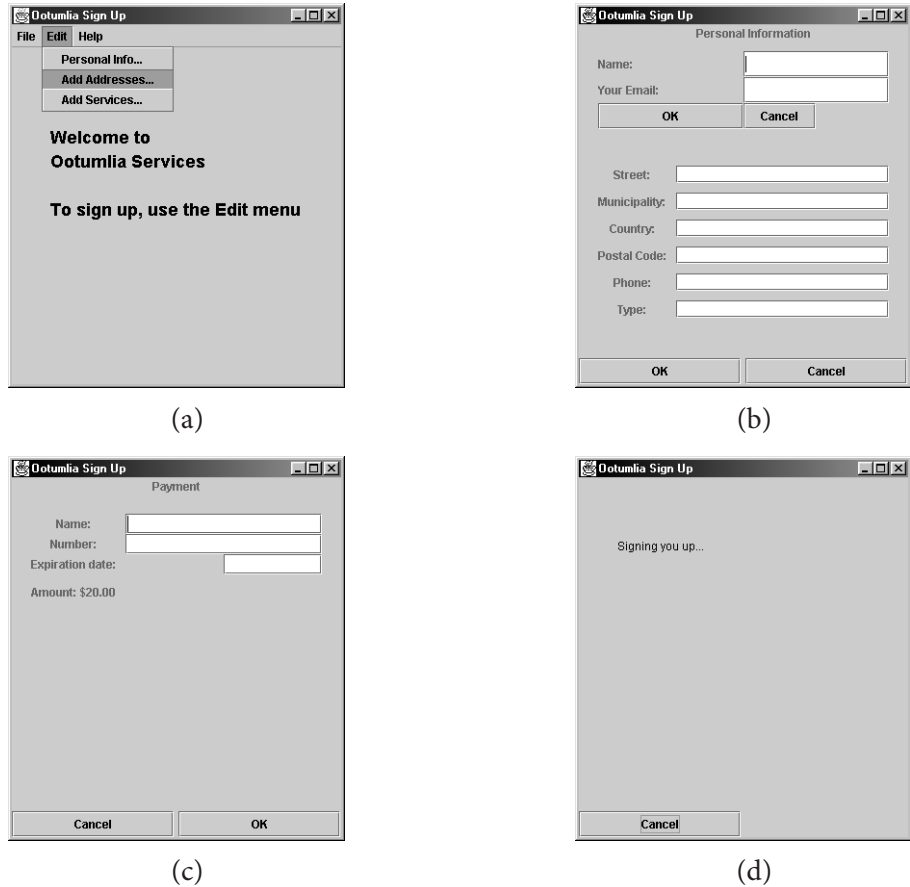 Ootumlia Sign Up
File Edit Help
Personal Info...
Add Addresses...
Add Services...
Welcome to
Ootumlia Services
To sign up, use the Edit menu
(a)
Ootumlia Sign Up
Personal Information
Name:
Your Email:
OK Cancel
Street:
Municipality:
Country:
Postal Code:
Phone:
Type:
OK Cancel
(b)
Ootumlia Sign Up
Payment
Name:
Number:
Expiration date:
Amount: $20.00
Cancel OK
(c)
Ootumlia Sign Up
Signing you up...
Cancel
(d)